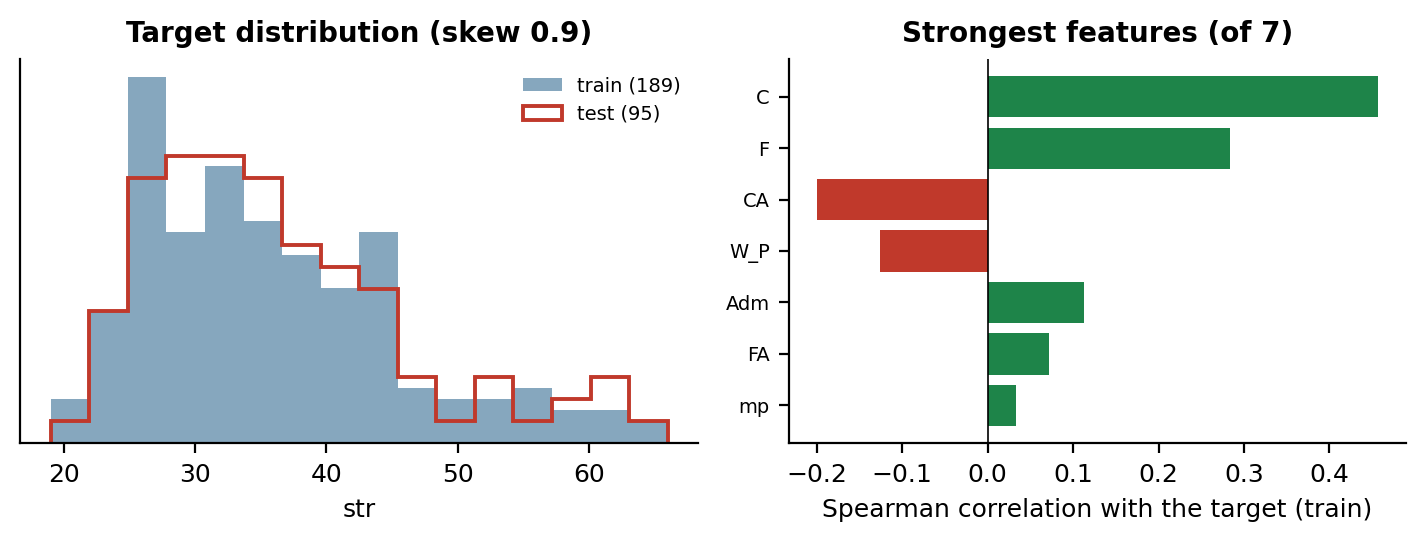 Target distribution (skew 0.9)
train (189)
test (95)
20 30 40 50 60
str
Strongest features (of 7)
C
F
CA
W_P
Adm
FA
mp
−0.2 −0.1 0.0 0.1 0.2 0.3 0.4
Spearman correlation with the target (train)